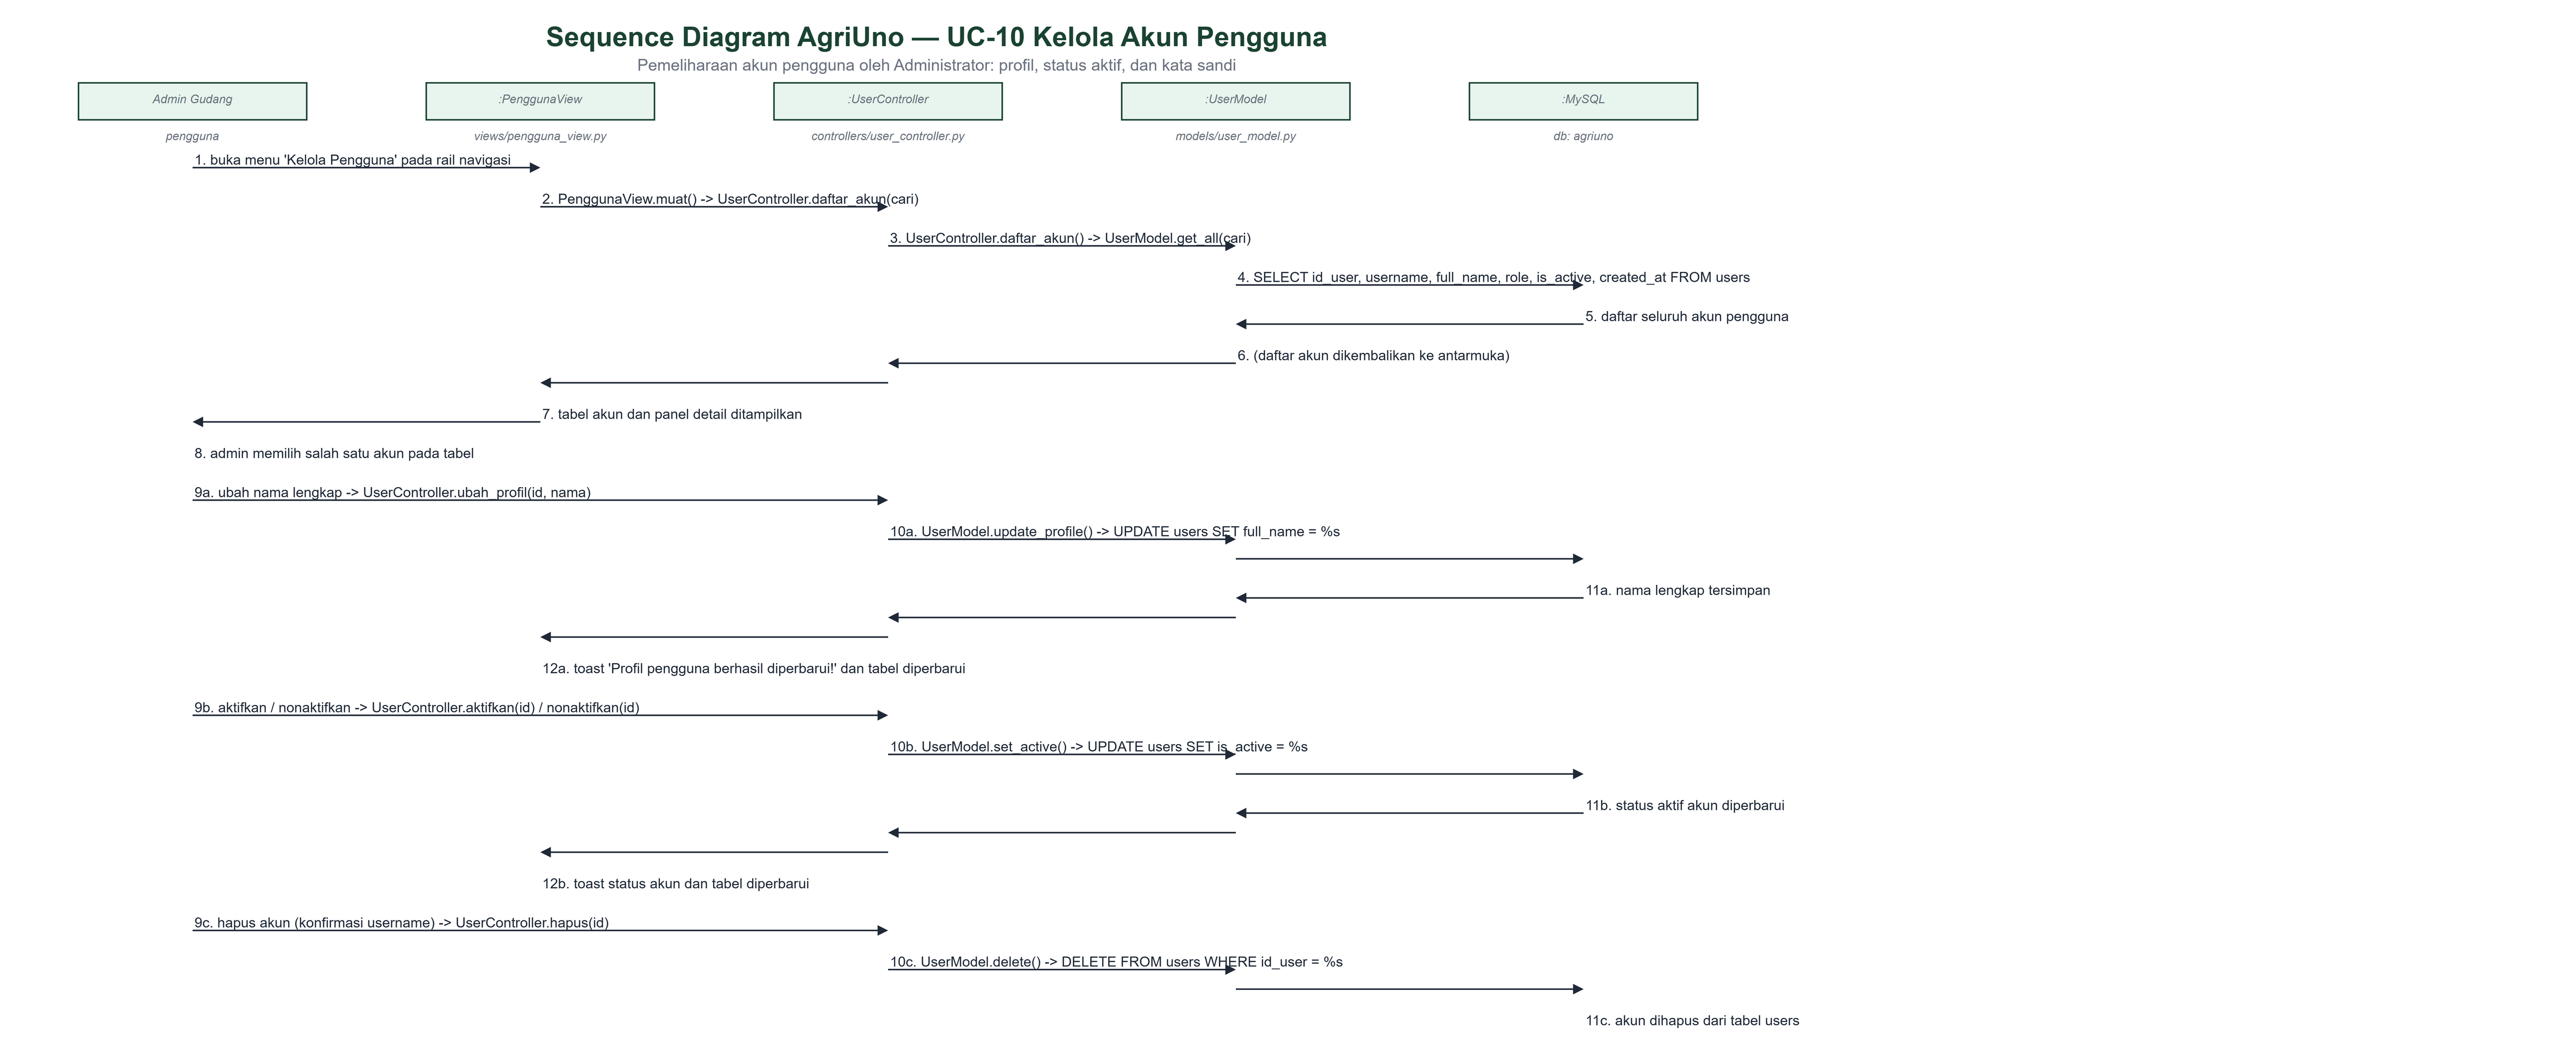 Sequence Diagram AgriUno — UC-10 Kelola Akun Pengguna
Pemeliharaan akun pengguna oleh Administrator: profil, status aktif, dan kata sandi
Admin Gudang
:PenggunaView
:UserController
:UserModel
:MySQL
pengguna
views/pengguna_view.py
controllers/user_controller.py
models/user_model.py
db: agriuno
1. buka menu 'Kelola Pengguna' pada rail navigasi
2. PenggunaView.muat() -> UserController.daftar_akun(cari)
3. UserController.daftar_akun() -> UserModel.get_all(cari)
4. SELECT id_user, username, full_name, role, is_active, created_at FROM users
5. daftar seluruh akun pengguna
6. (daftar akun dikembalikan ke antarmuka)
7. tabel akun dan panel detail ditampilkan
8. admin memilih salah satu akun pada tabel
9a. ubah nama lengkap -> UserController.ubah_profil(id, nama)
10a. UserModel.update_profile() -> UPDATE users SET full_name = %s
11a. nama lengkap tersimpan
12a. toast 'Profil pengguna berhasil diperbarui!' dan tabel diperbarui
9b. aktifkan / nonaktifkan -> UserController.aktifkan(id) / nonaktifkan(id)
10b. UserModel.set_active() -> UPDATE users SET is_active = %s
11b. status aktif akun diperbarui
12b. toast status akun dan tabel diperbarui
9c. hapus akun (konfirmasi username) -> UserController.hapus(id)
10c. UserModel.delete() -> DELETE FROM users WHERE id_user = %s
11c. akun dihapus dari tabel users